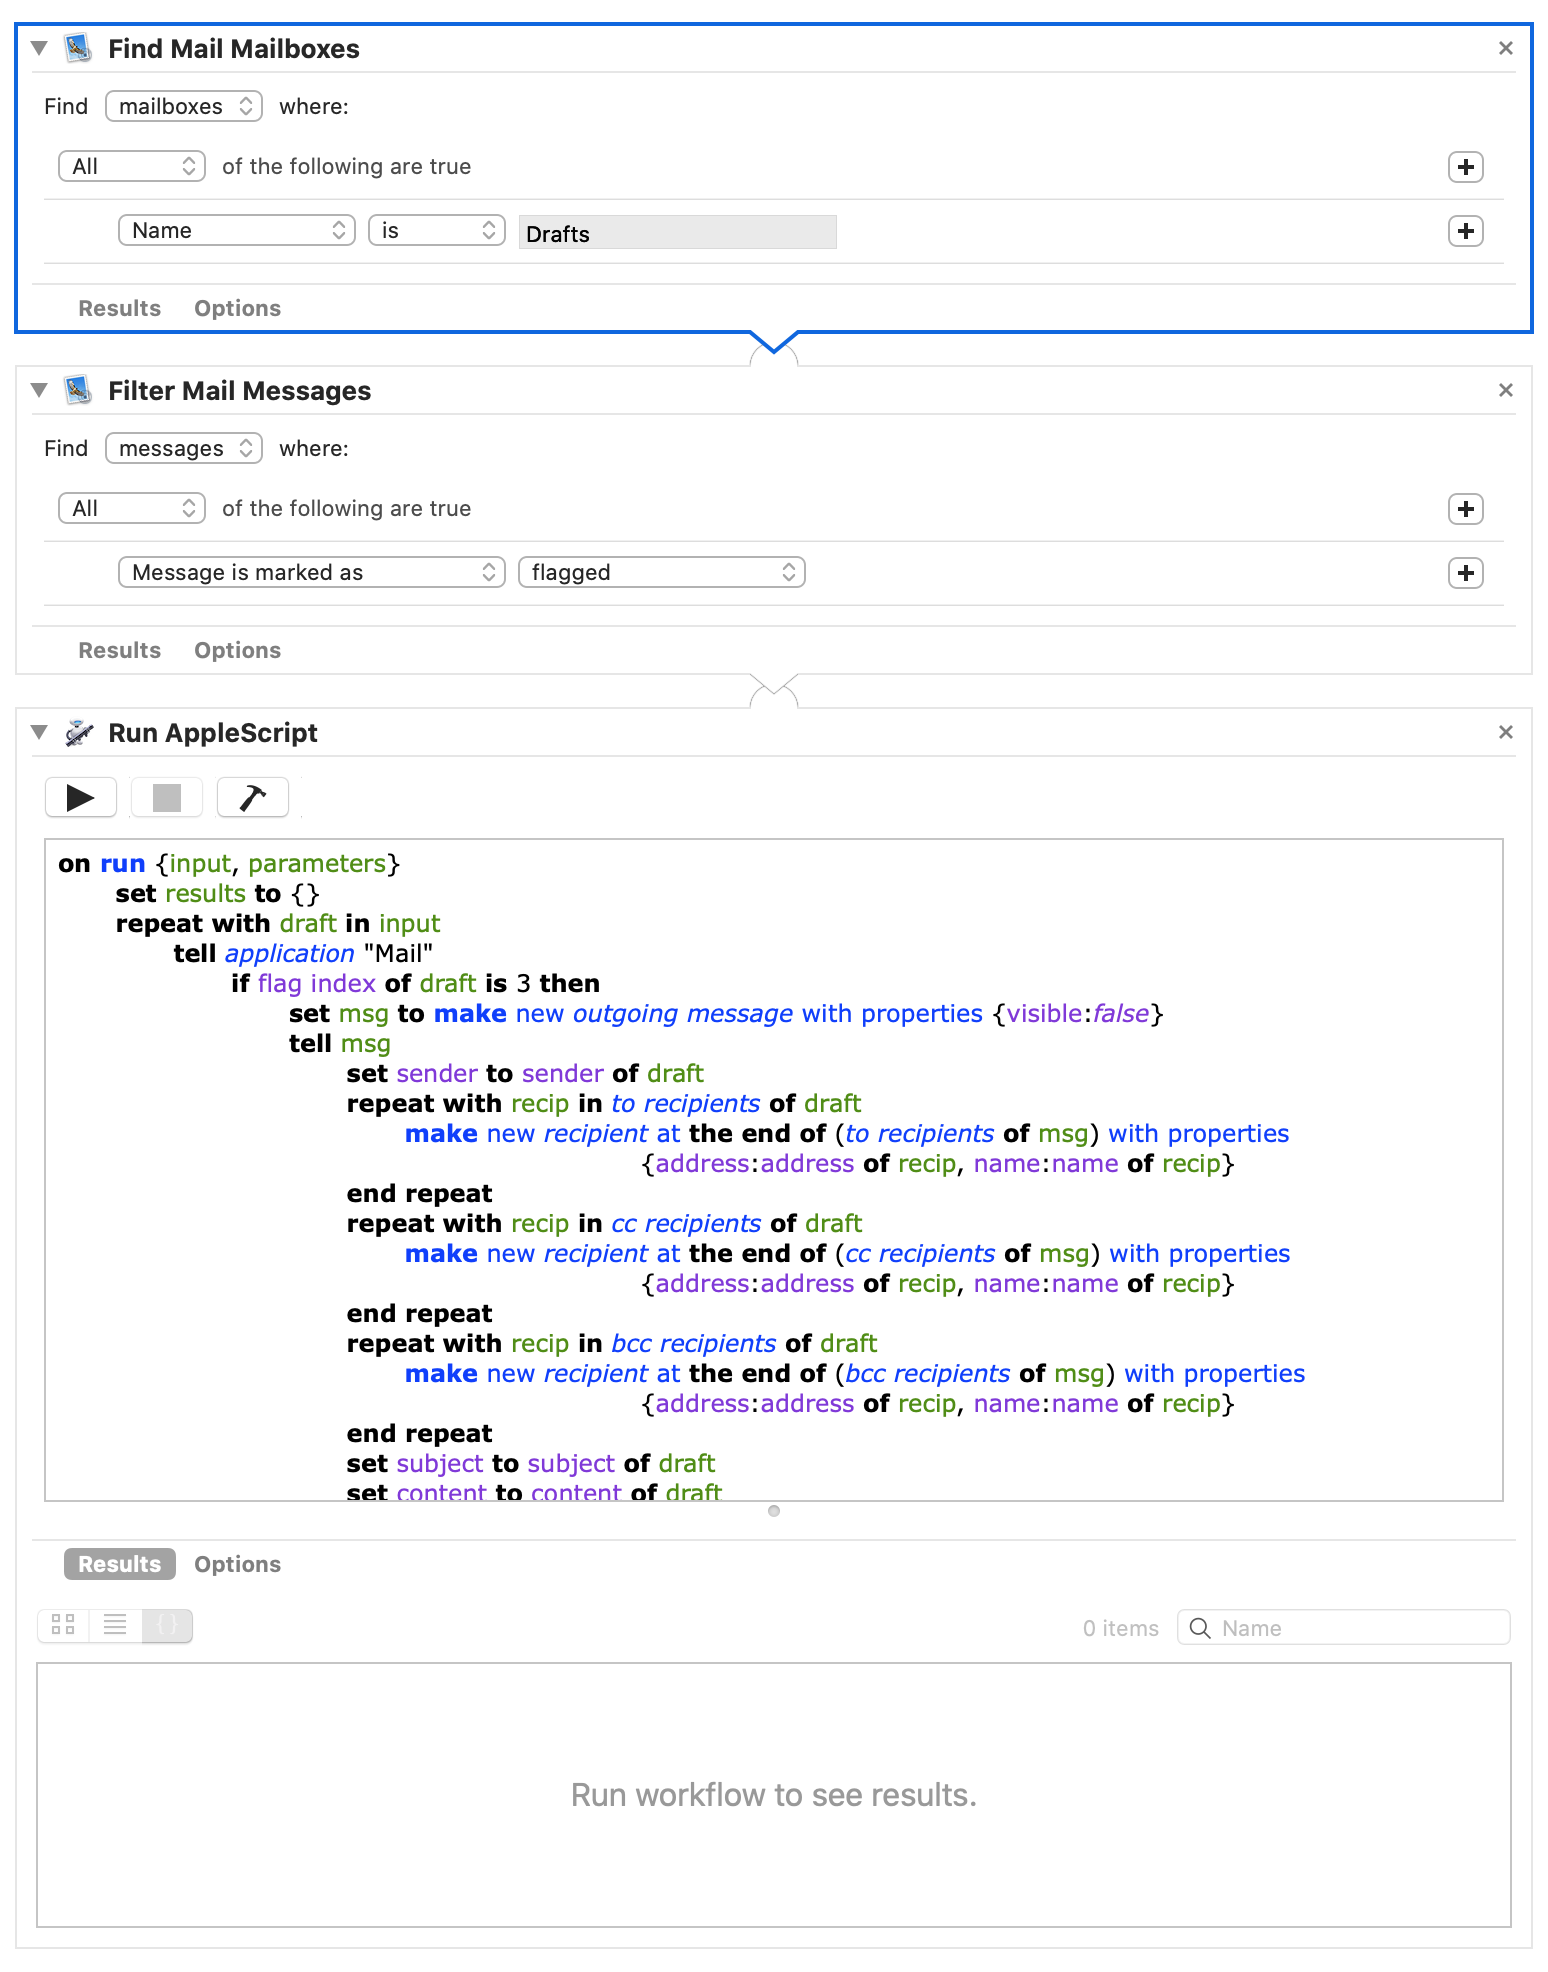 Find Mail Mailboxes
Find mailboxes where:
All of the following are true
Name is Drafts
Results Options
Filter Mail Messages
Find messages where:
All of the following are true
Message is marked as flagged
Results Options
Run AppleScript
on run {input, parameters}
set results to {}
repeat with draft in input
tell application "Mail"
if flag index of draft is 3 then
set msg to make new outgoing message with properties {visible:false}
tell msg
set sender to sender of draft
repeat with recip in to recipients of draft
make new recipient at the end of (to recipients of msg) with properties
{address:address of recip, name:name of recip}
end repeat
repeat with recip in cc recipients of draft
make new recipient at the end of (cc recipients of msg) with properties
{address:address of recip, name:name of recip}
end repeat
repeat with recip in bcc recipients of draft
make new recipient at the end of (bcc recipients of msg) with properties
{address:address of recip, name:name of recip}
end repeat
set subject to subject of draft
set content to content of draft
Results Options
{} 0 items Name
Run workflow to see results.